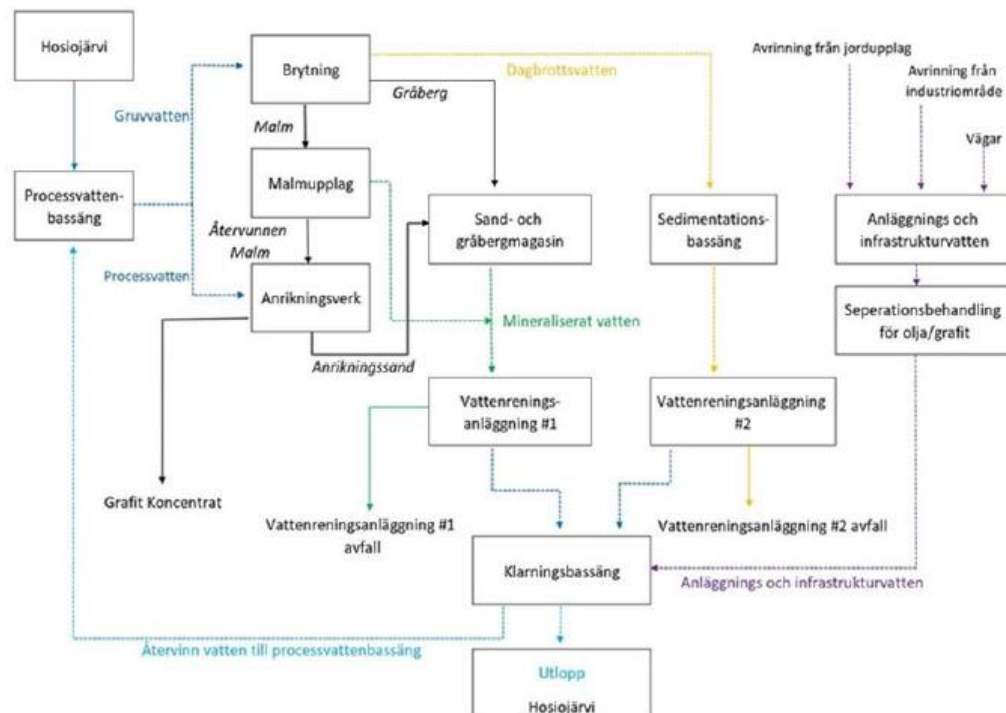 Hosiojärvi
Brytning
Dagbrottsvatten
Avrinning från jordupplag
Avrinning från
industriområde
Gråberg
Gruvvatten
Malm
Vägar
Processvatten-
bassäng
Malmupplag
Sand- och
gråbergmagasin
Sedimentations-
bassäng
Anläggnings och
infrastrukturvatten
Återvunnen
Malm
Processvatten
Anrikningsverk
Mineraliserat vatten
Seperationsbehandling
för olja/grafit
Anrikningssand
Vattenrenings-
anläggning #1
Vattenreningsanläggning
#2
Grafit Koncentrat
Vattenreningsanläggning #1
avfall
Vattenreningsanläggning #2 avfall
Klarningsbassäng
Anläggnings och infrastrukturvatten
Återvinn vatten till processvattenbassäng
Utlopp
Hosiojärvi